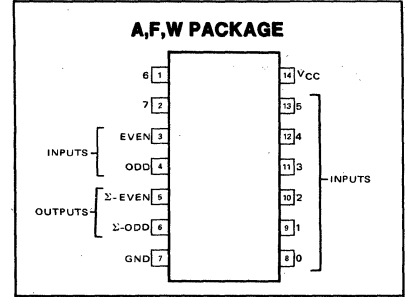 A,F,W PACKAGE
6 1 14 VCC
7 2 13 5
EVEN 3 12 4
INPUTS
ODD 4 11 3
INPUTS
Σ-EVEN 5 10 2
OUTPUTS
Σ-ODD 6 9 1
GND 7 8 0